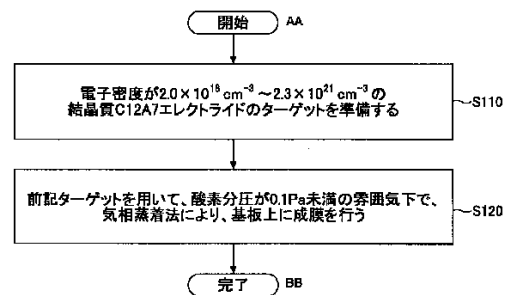 開始 AA
電子密度が2.0×10¹⁸cm⁻³～2.3×10²¹cm⁻³の
結晶質C12A7エレクトライドのターゲットを準備する S110
前記ターゲットを用いて、酸素分圧が0.1Pa未満の雰囲気下で、
気相蒸着法により、基板上に成膜を行う S120
完了 BB